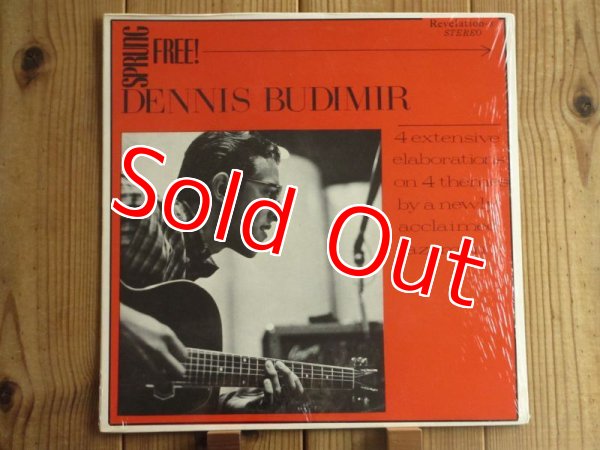 Revelation
STEREO
SPRUNG
FREE!
DENNIS BUDIMIR
4 extensive
elaborations
on 4 themes
by a newly
acclaimed
Sold Out